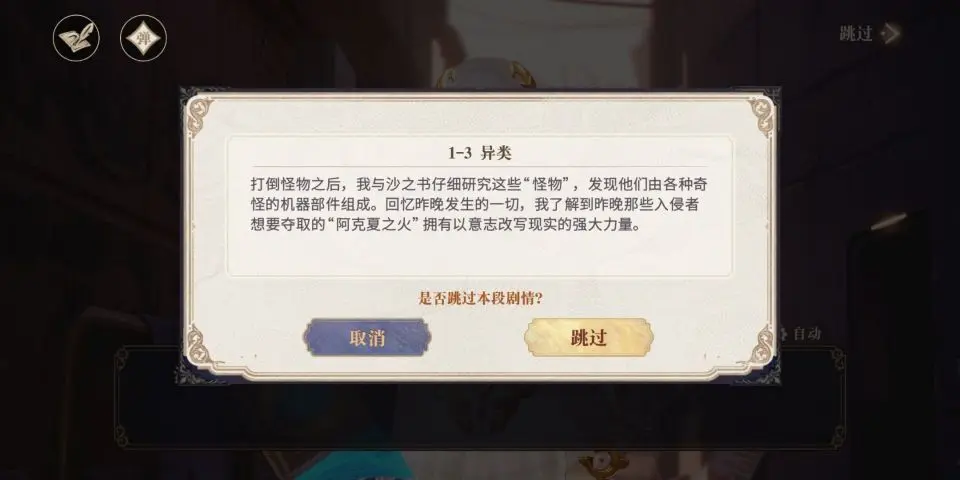 弹
跳过
1-3 异类
打倒怪物之后，我与沙之书仔细研究这些“怪物”，发现他们由各种奇
怪的机器部件组成。回忆昨晚发生的一切，我了解到昨晚那些入侵者
想要夺取的“阿克夏之火”拥有以意志改写现实的强大力量。
是否跳过本段剧情？
取消
跳过
自动